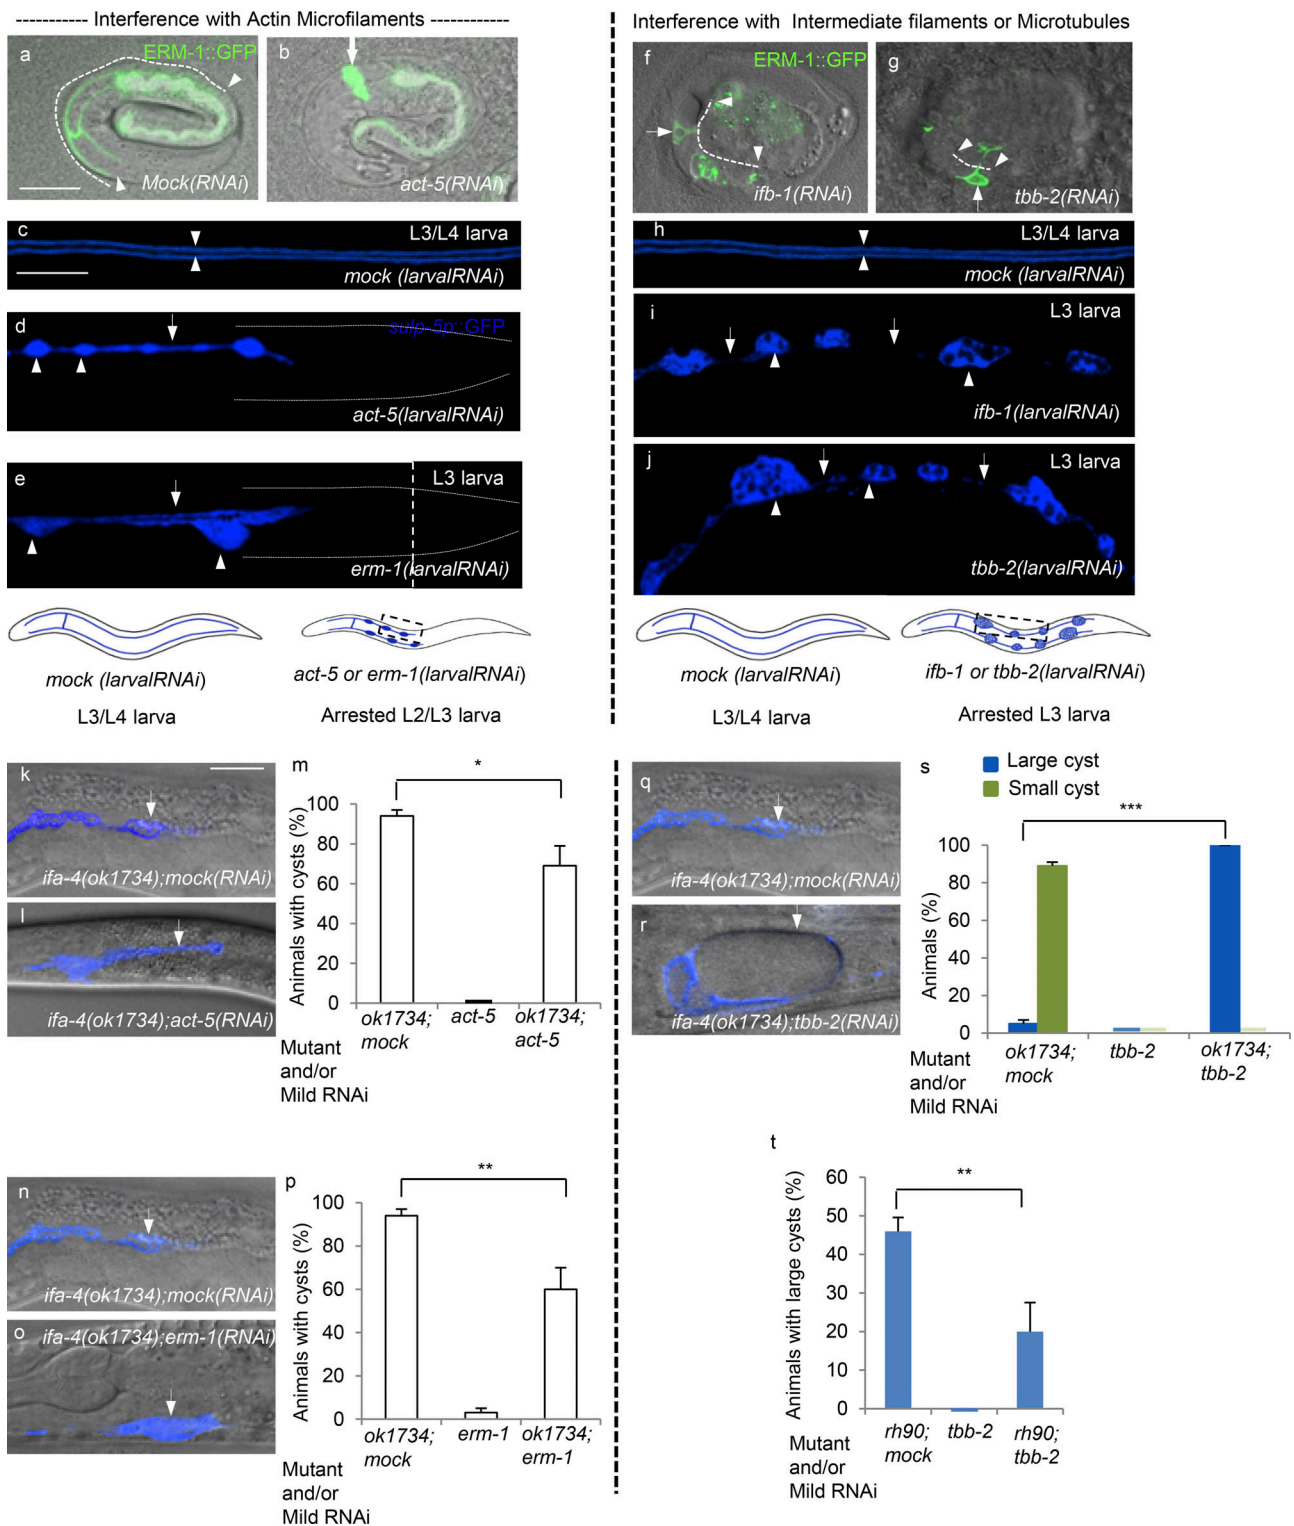 ---------- Interference with Actin Microfilaments -----------
a
ERM-1::GFP
Mock(RNAi)
b
act-5(RNAi)
c
L3/L4 larva
mock (larvalRNAi)
d
sulp-5p::GFP
act-5(larvalRNAi)
e
L3 larva
erm-1(larvalRNAi)
mock (larvalRNAi)
L3/L4 larva
act-5 or erm-1(larvalRNAi)
Arrested L2/L3 larva
Interference with Intermediate filaments or Microtubules
f
ERM-1::GFP
ifb-1(RNAi)
g
tbb-2(RNAi)
h
L3/L4 larva
mock (larvalRNAi)
i
L3 larva
ifb-1(larvalRNAi)
j
L3 larva
tbb-2(larvalRNAi)
mock (larvalRNAi)
L3/L4 larva
ifb-1 or tbb-2(larvalRNAi)
Arrested L3 larva
k
ifa-4(ok1734);mock(RNAi)
l
ifa-4(ok1734);act-5(RNAi)
m
*
Animals with cysts (%)
100
80
60
40
20
0
ok1734;
mock
act-5
ok1734;
act-5
Mutant
and/or
Mild RNAi
n
ifa-4(ok1734);mock(RNAi)
o
ifa-4(ok1734);erm-1(RNAi)
p
**
Animals with cysts (%)
100
80
60
40
20
0
ok1734;
mock
erm-1
ok1734;
erm-1
Mutant
and/or
Mild RNAi
q
ifa-4(ok1734);mock(RNAi)
r
ifa-4(ok1734);tbb-2(RNAi)
s
Large cyst
Small cyst
***
Animals (%)
100
80
60
40
20
0
ok1734;
mock
tbb-2
ok1734;
tbb-2
Mutant
and/or
Mild RNAi
t
**
Animals with large cysts (%)
60
50
40
30
20
10
0
rh90;
mock
tbb-2
rh90;
tbb-2
Mutant
and/or
Mild RNAi